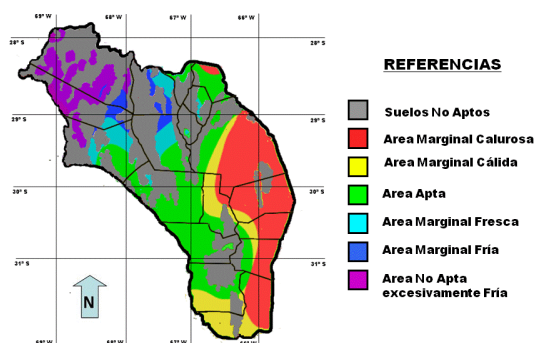 69° W 68° W 67° W 66° W
28° S 28° S
29° S 29° S
30° S 30° S
31° S 31° S
N
REFERENCIAS
Suelos No Aptos
Area Marginal Calurosa
Area Marginal Cálida
Area Apta
Area Marginal Fresca
Area Marginal Fría
Area No Apta
excesivamente Fría